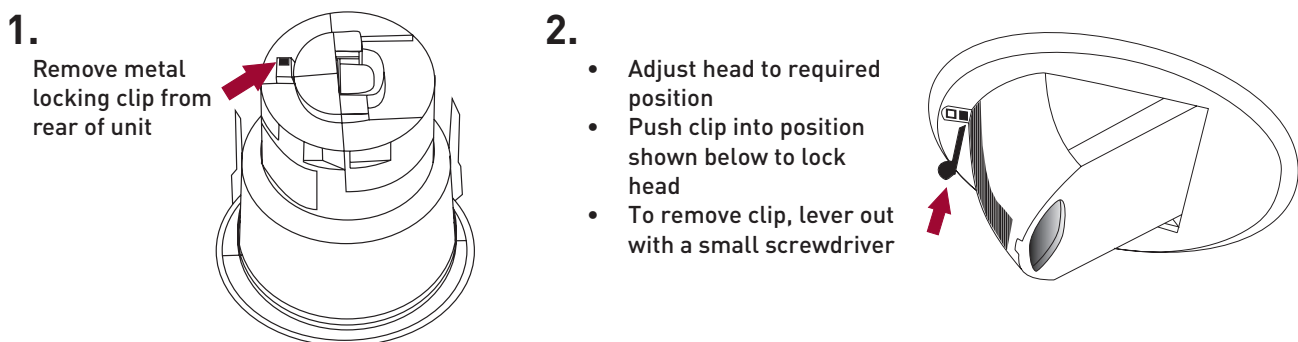 1.
Remove metal
locking clip from
rear of unit
2.
• Adjust head to required
position
• Push clip into position
shown below to lock
head
• To remove clip, lever out
with a small screwdriver